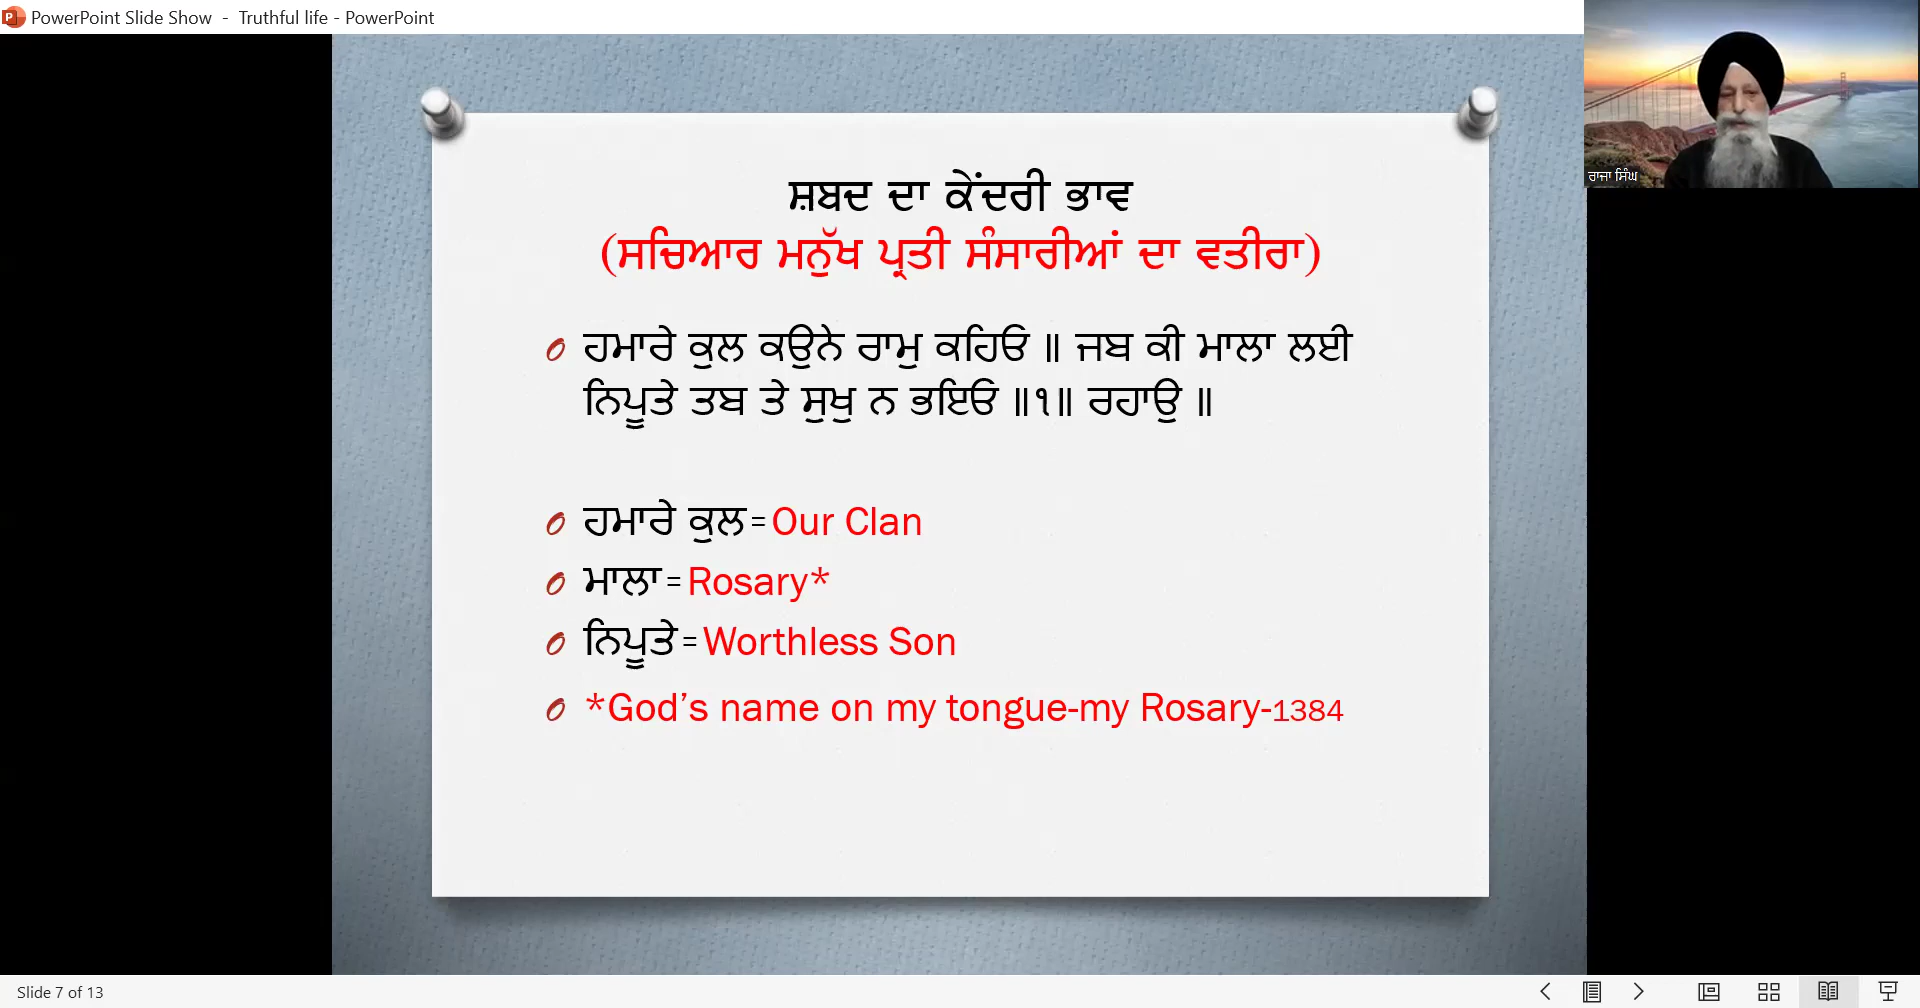 PowerPoint Slide Show - Truthful life - PowerPoint
ਰਾਜਾ ਸਿੰਘ
ਸ਼ਬਦ ਦਾ ਕੇਂਦਰੀ ਭਾਵ
(ਸਚਿਆਰ ਮਨੁੱਖ ਪ੍ਰਤੀ ਸੰਸਾਰੀਆਂ ਦਾ ਵਤੀਰਾ)
ਹਮਾਰੇ ਕੁਲ ਕਉਨੇ ਰਾਮੁ ਕਹਿਓ ॥ ਜਬ ਕੀ ਮਾਲਾ ਲਈ
ਨਿਪੂਤੇ ਤਬ ਤੇ ਸੁਖੁ ਨ ਭਇਓ ॥੧॥ ਰਹਾਉ ॥
ਹਮਾਰੇ ਕੁਲ = Our Clan
ਮਾਲਾ = Rosary*
ਨਿਪੂਤੇ = Worthless Son
*God’s name on my tongue-my Rosary-1384
Slide 7 of 13